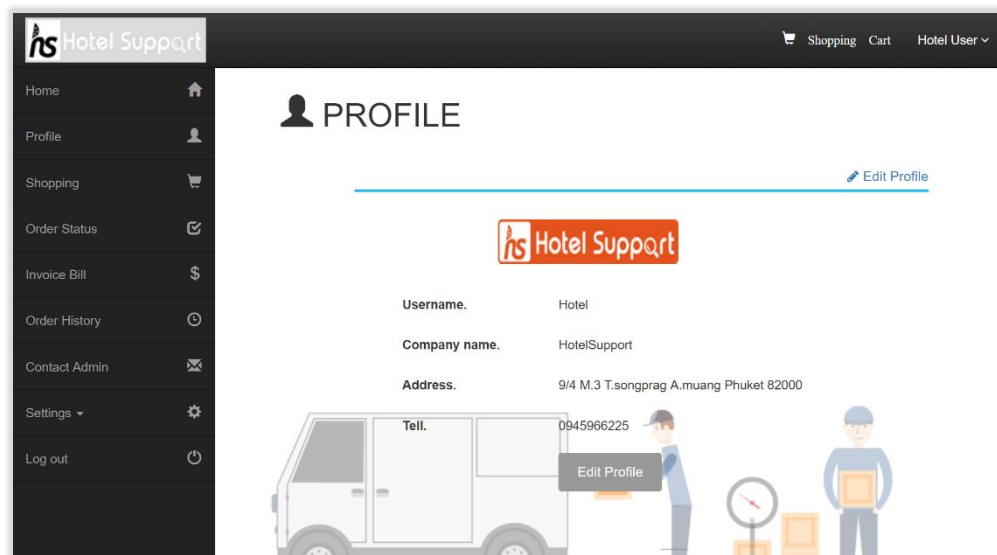 hs Hotel Support
Shopping Cart Hotel User
Home
Profile
Shopping
Order Status
Invoice Bill
Order History
Contact Admin
Settings
Log out
PROFILE
Edit Profile
hs Hotel Support
Username. Hotel
Company name. HotelSupport
Address. 9/4 M.3 T.songprag A.muang Phuket 82000
Tell. 0945966225
Edit Profile